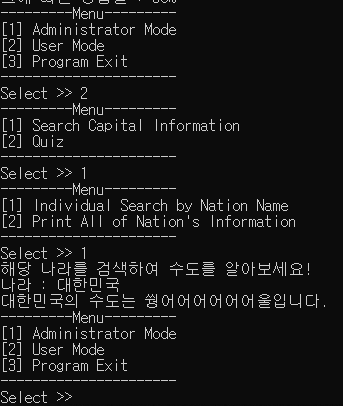 ---------Menu---------
[1] Administrator Mode
[2] User Mode
[3] Program Exit
----------------------
Select >> 2
---------Menu---------
[1] Search Capital Information
[2] Quiz
----------------------
Select >> 1
---------Menu---------
[1] Individual Search by Nation Name
[2] Print All of Nation's Information
----------------------
Select >> 1
해당 나라를 검색하여 수도를 알아보세요!
나라 : 대한민국
대한민국의 수도는 쒕어어어어어어울입니다.
---------Menu---------
[1] Administrator Mode
[2] User Mode
[3] Program Exit
----------------------
Select >>